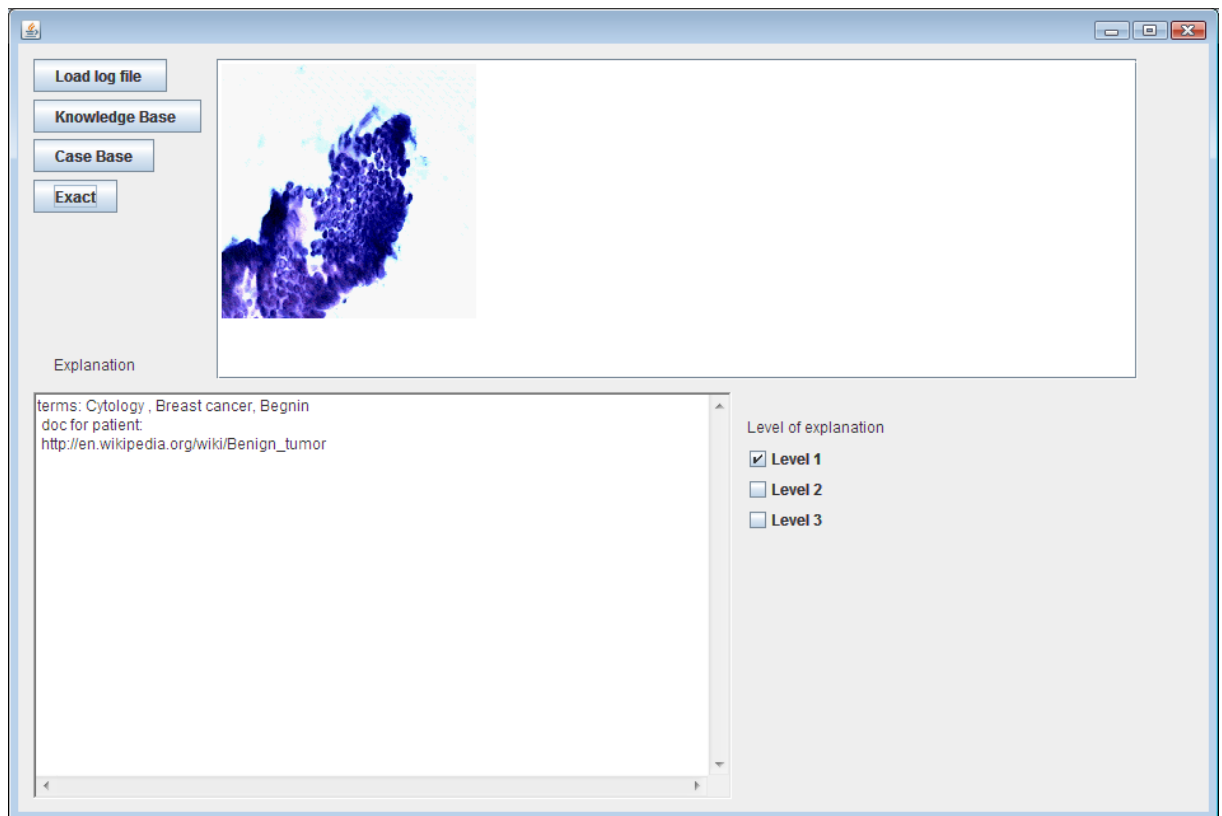 Load log file
Knowledge Base
Case Base
Exact
Explanation
terms: Cytology , Breast cancer, Begnin
doc for patient:
http://en.wikipedia.org/wiki/Benign_tumor
Level of explanation
Level 1
Level 2
Level 3